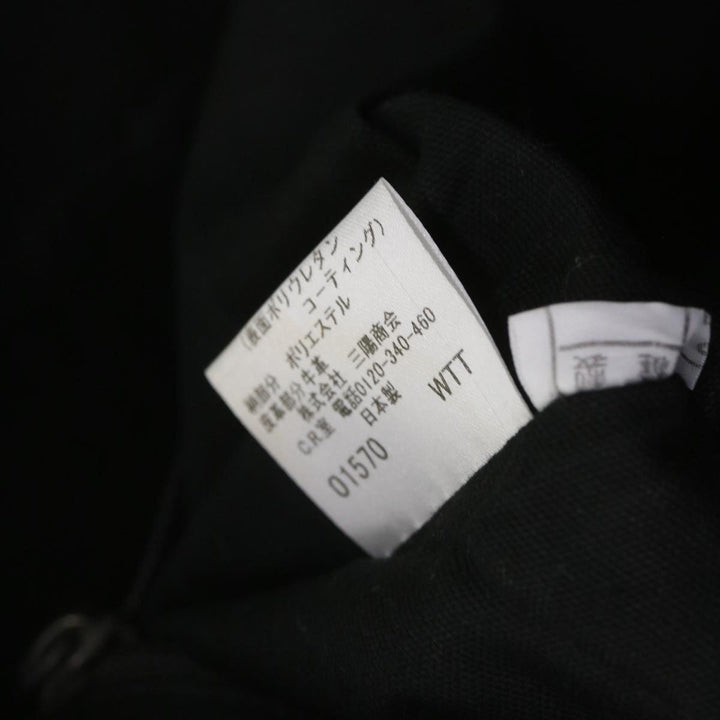 (表面ポリウレタン
コーティング)
部分 ポリエステル
皮革部分牛革
株式会社 三陽商会
C.R室 電話0120-340-460
日本製
01570 WTT